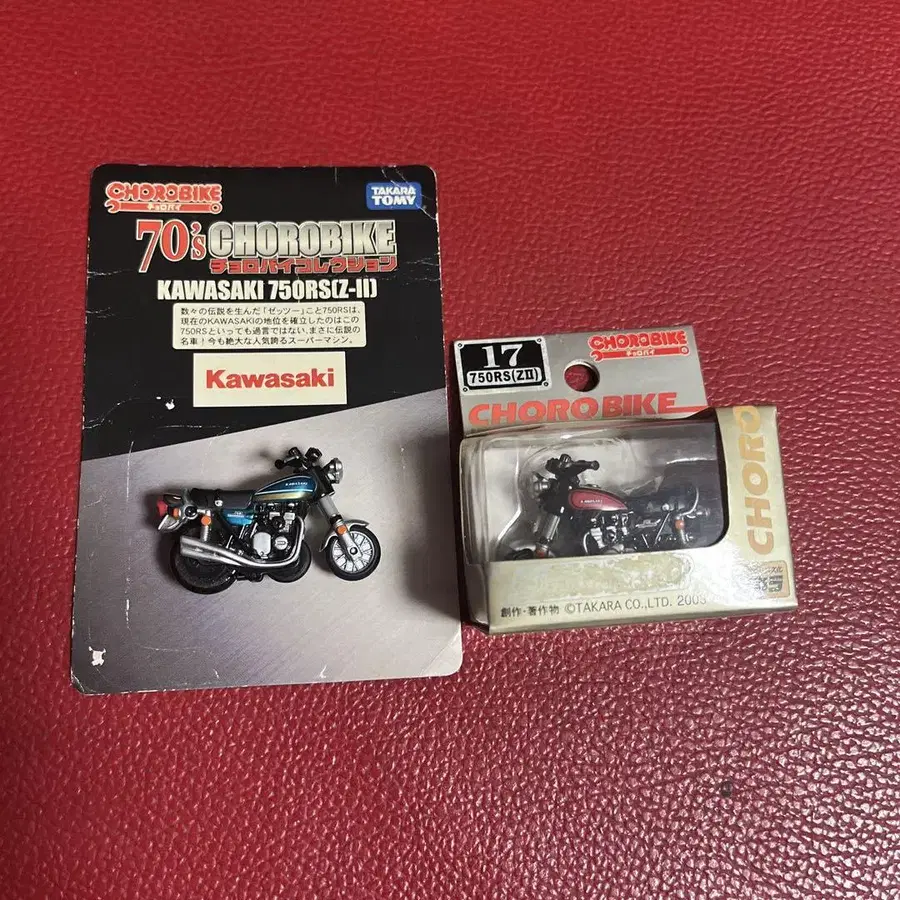 CHOROBIKE
チョロバイ
TAKARA
TOMY
70's CHOROBIKE
チョロバイコレクション
KAWASAKI 750RS(Z-II)
数々の伝説を生んだ「ゼッツー」こと750RSは、
現在のKAWASAKIの地位を確立したのはこの
750RSといっても過言ではない、まさに伝説の
名車！今も絶大な人気誇るスーパーマシン。
Kawasaki
KAWASAKI
17
750RS(ZII)
CHOROBIKE
チョロバイ
CHOROBIKE
KAWASAKI
CHORO
創作・著作物 ©TAKARA CO.,LTD.